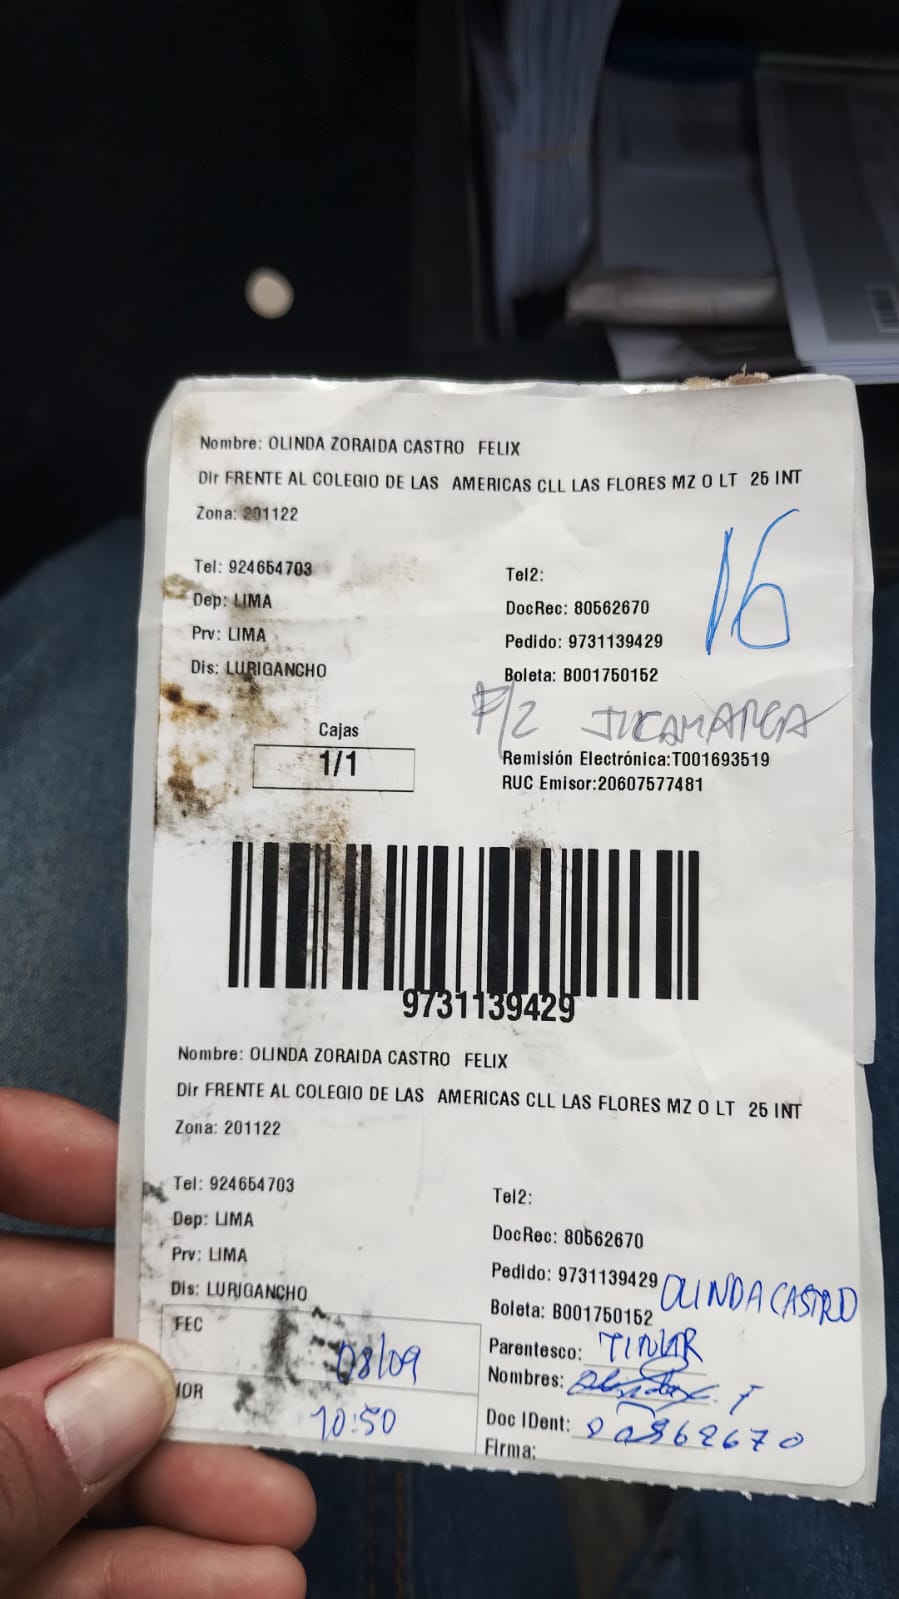 Nombre: OLINDA ZORAIDA CASTRO FELIX
Dir FRENTE AL COLEGIO DE LAS AMERICAS CLL LAS FLORES MZ O LT 25 INT
Zona: 201122
16
Tel: 924654703
Tel2:
Dep: LIMA
DocRec: 80562670
Prv: LIMA
Pedido: 9731139429
Dis: LURIGANCHO
Boleta: B001750152
F/2 JICAMARCA
Cajas
1/1
Remisión Electrónica:T001693519
RUC Emisor:20607577481
9731139429
Nombre: OLINDA ZORAIDA CASTRO FELIX
Dir FRENTE AL COLEGIO DE LAS AMERICAS CLL LAS FLORES MZ O LT 25 INT
Zona: 201122
Tel: 924654703
Tel2:
Dep: LIMA
DocRec: 80562670
Prv: LIMA
Pedido: 9731139429 OLINDA CASTRO
Dis: LURIGANCHO
Boleta: B001750152
FEC 08/09
Parentesco:
Nombres:
HOR 10:50
Doc IDent:
Firma: